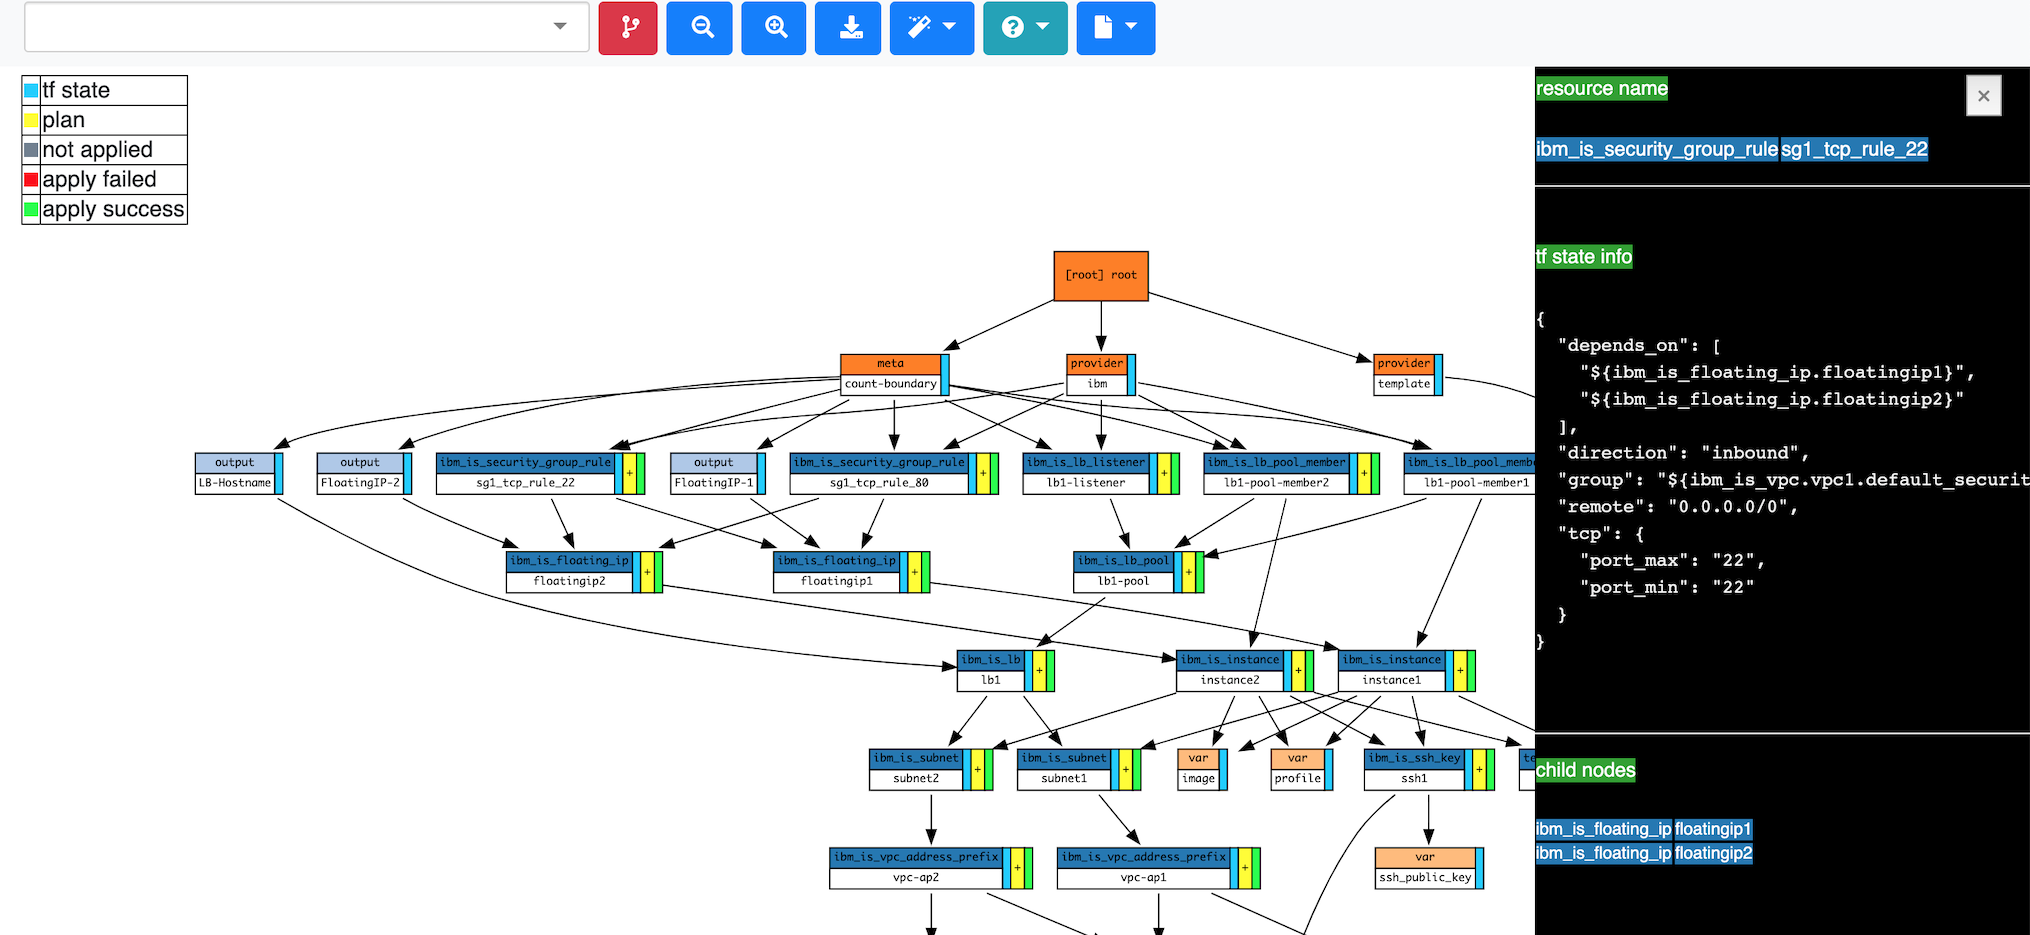 tf state
plan
not applied
apply failed
apply success
[root] root
meta
count-boundary
provider
ibm
provider
template
output
LB-Hostname
output
FloatingIP-2
ibm_is_security_group_rule
sg1_tcp_rule_22
+
output
FloatingIP-1
ibm_is_security_group_rule
sg1_tcp_rule_80
+
ibm_is_lb_listener
lb1-listener
+
ibm_is_lb_pool_member
lb1-pool-member2
+
ibm_is_lb_pool_memb
lb1-pool-member1
ibm_is_floating_ip
floatingip2
+
ibm_is_floating_ip
floatingip1
+
ibm_is_lb_pool
lb1-pool
+
ibm_is_lb
lb1
+
ibm_is_instance
instance2
+
ibm_is_instance
instance1
+
ibm_is_subnet
subnet2
+
ibm_is_subnet
subnet1
+
var
image
var
profile
ibm_is_ssh_key
ssh1
+
te
ibm_is_vpc_address_prefix
vpc-ap2
+
ibm_is_vpc_address_prefix
vpc-ap1
+
var
ssh_public_key
resource name
×
ibm_is_security_group_rule sg1_tcp_rule_22
tf state info
{
"depends_on": [
"${ibm_is_floating_ip.floatingip1}",
"${ibm_is_floating_ip.floatingip2}"
],
"direction": "inbound",
"group": "${ibm_is_vpc.vpc1.default_securit
"remote": "0.0.0.0/0",
"tcp": {
"port_max": "22",
"port_min": "22"
}
}
child nodes
ibm_is_floating_ip floatingip1
ibm_is_floating_ip floatingip2